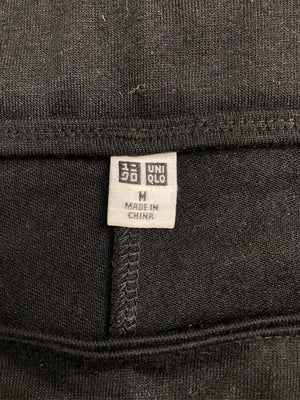 ユニ UNI
クロ QLO
M
MADE IN
CHINA